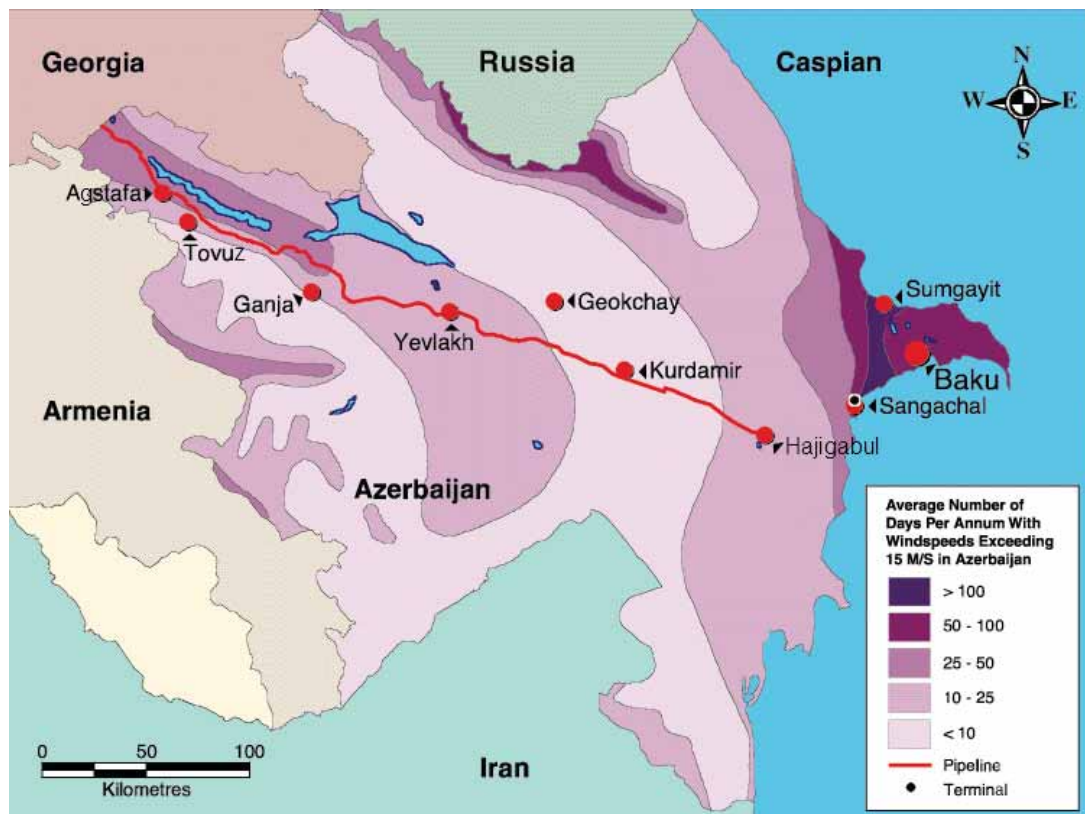 Georgia
Russia
Caspian
N
W
E
S
Agstafa
Tovuz
Ganja
Yevlakh
Geokchay
Kurdamir
Sumgayit
Baku
Sangachal
Hajigabul
Armenia
Azerbaijan
Iran
0 50 100
Kilometres
Average Number of
Days Per Annum With
Windspeeds Exceeding
15 M/S in Azerbaijan
> 100
50 - 100
25 - 50
10 - 25
< 10
Pipeline
Terminal